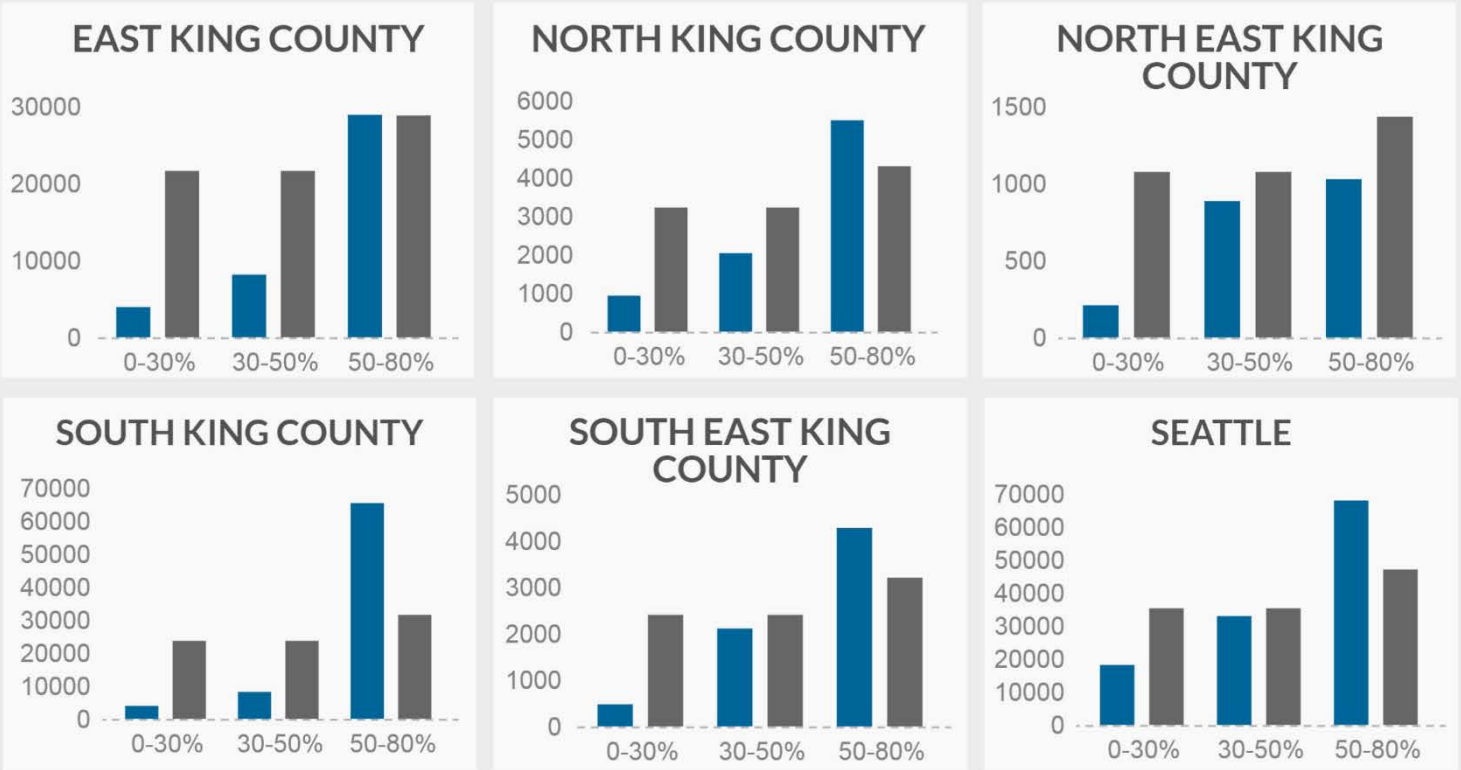 EAST KING COUNTY
30000
20000
10000
0
0-30% 30-50% 50-80%
NORTH KING COUNTY
6000
5000
4000
3000
2000
1000
0
0-30% 30-50% 50-80%
NORTH EAST KING
COUNTY
1500
1000
500
0
0-30% 30-50% 50-80%
SOUTH KING COUNTY
70000
60000
50000
40000
30000
20000
10000
0
0-30% 30-50% 50-80%
SOUTH EAST KING
COUNTY
5000
4000
3000
2000
1000
0
0-30% 30-50% 50-80%
SEATTLE
70000
60000
50000
40000
30000
20000
10000
0
0-30% 30-50% 50-80%